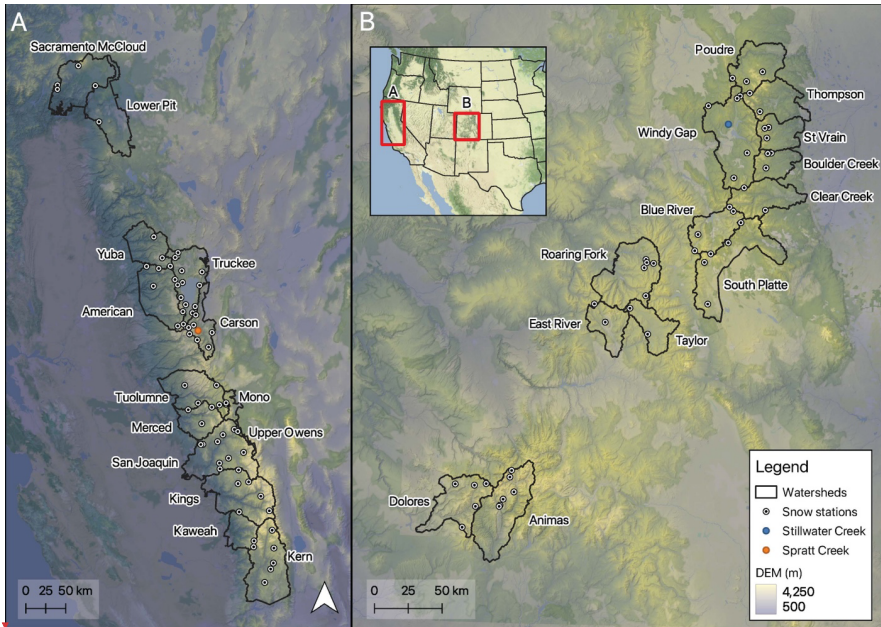 A
Sacramento McCloud
Lower Pit
Yuba
Truckee
American
Carson
Tuolumne
Mono
Merced
Upper Owens
San Joaquin
Kings
Kaweah
Kern
0 25 50 km
B
A
B
Poudre
Thompson
Windy Gap
St Vrain
Boulder Creek
Clear Creek
Blue River
Roaring Fork
South Platte
East River
Taylor
Dolores
Animas
0 25 50 km
Legend
Watersheds
Snow stations
Stillwater Creek
Spratt Creek
DEM (m)
4,250
500